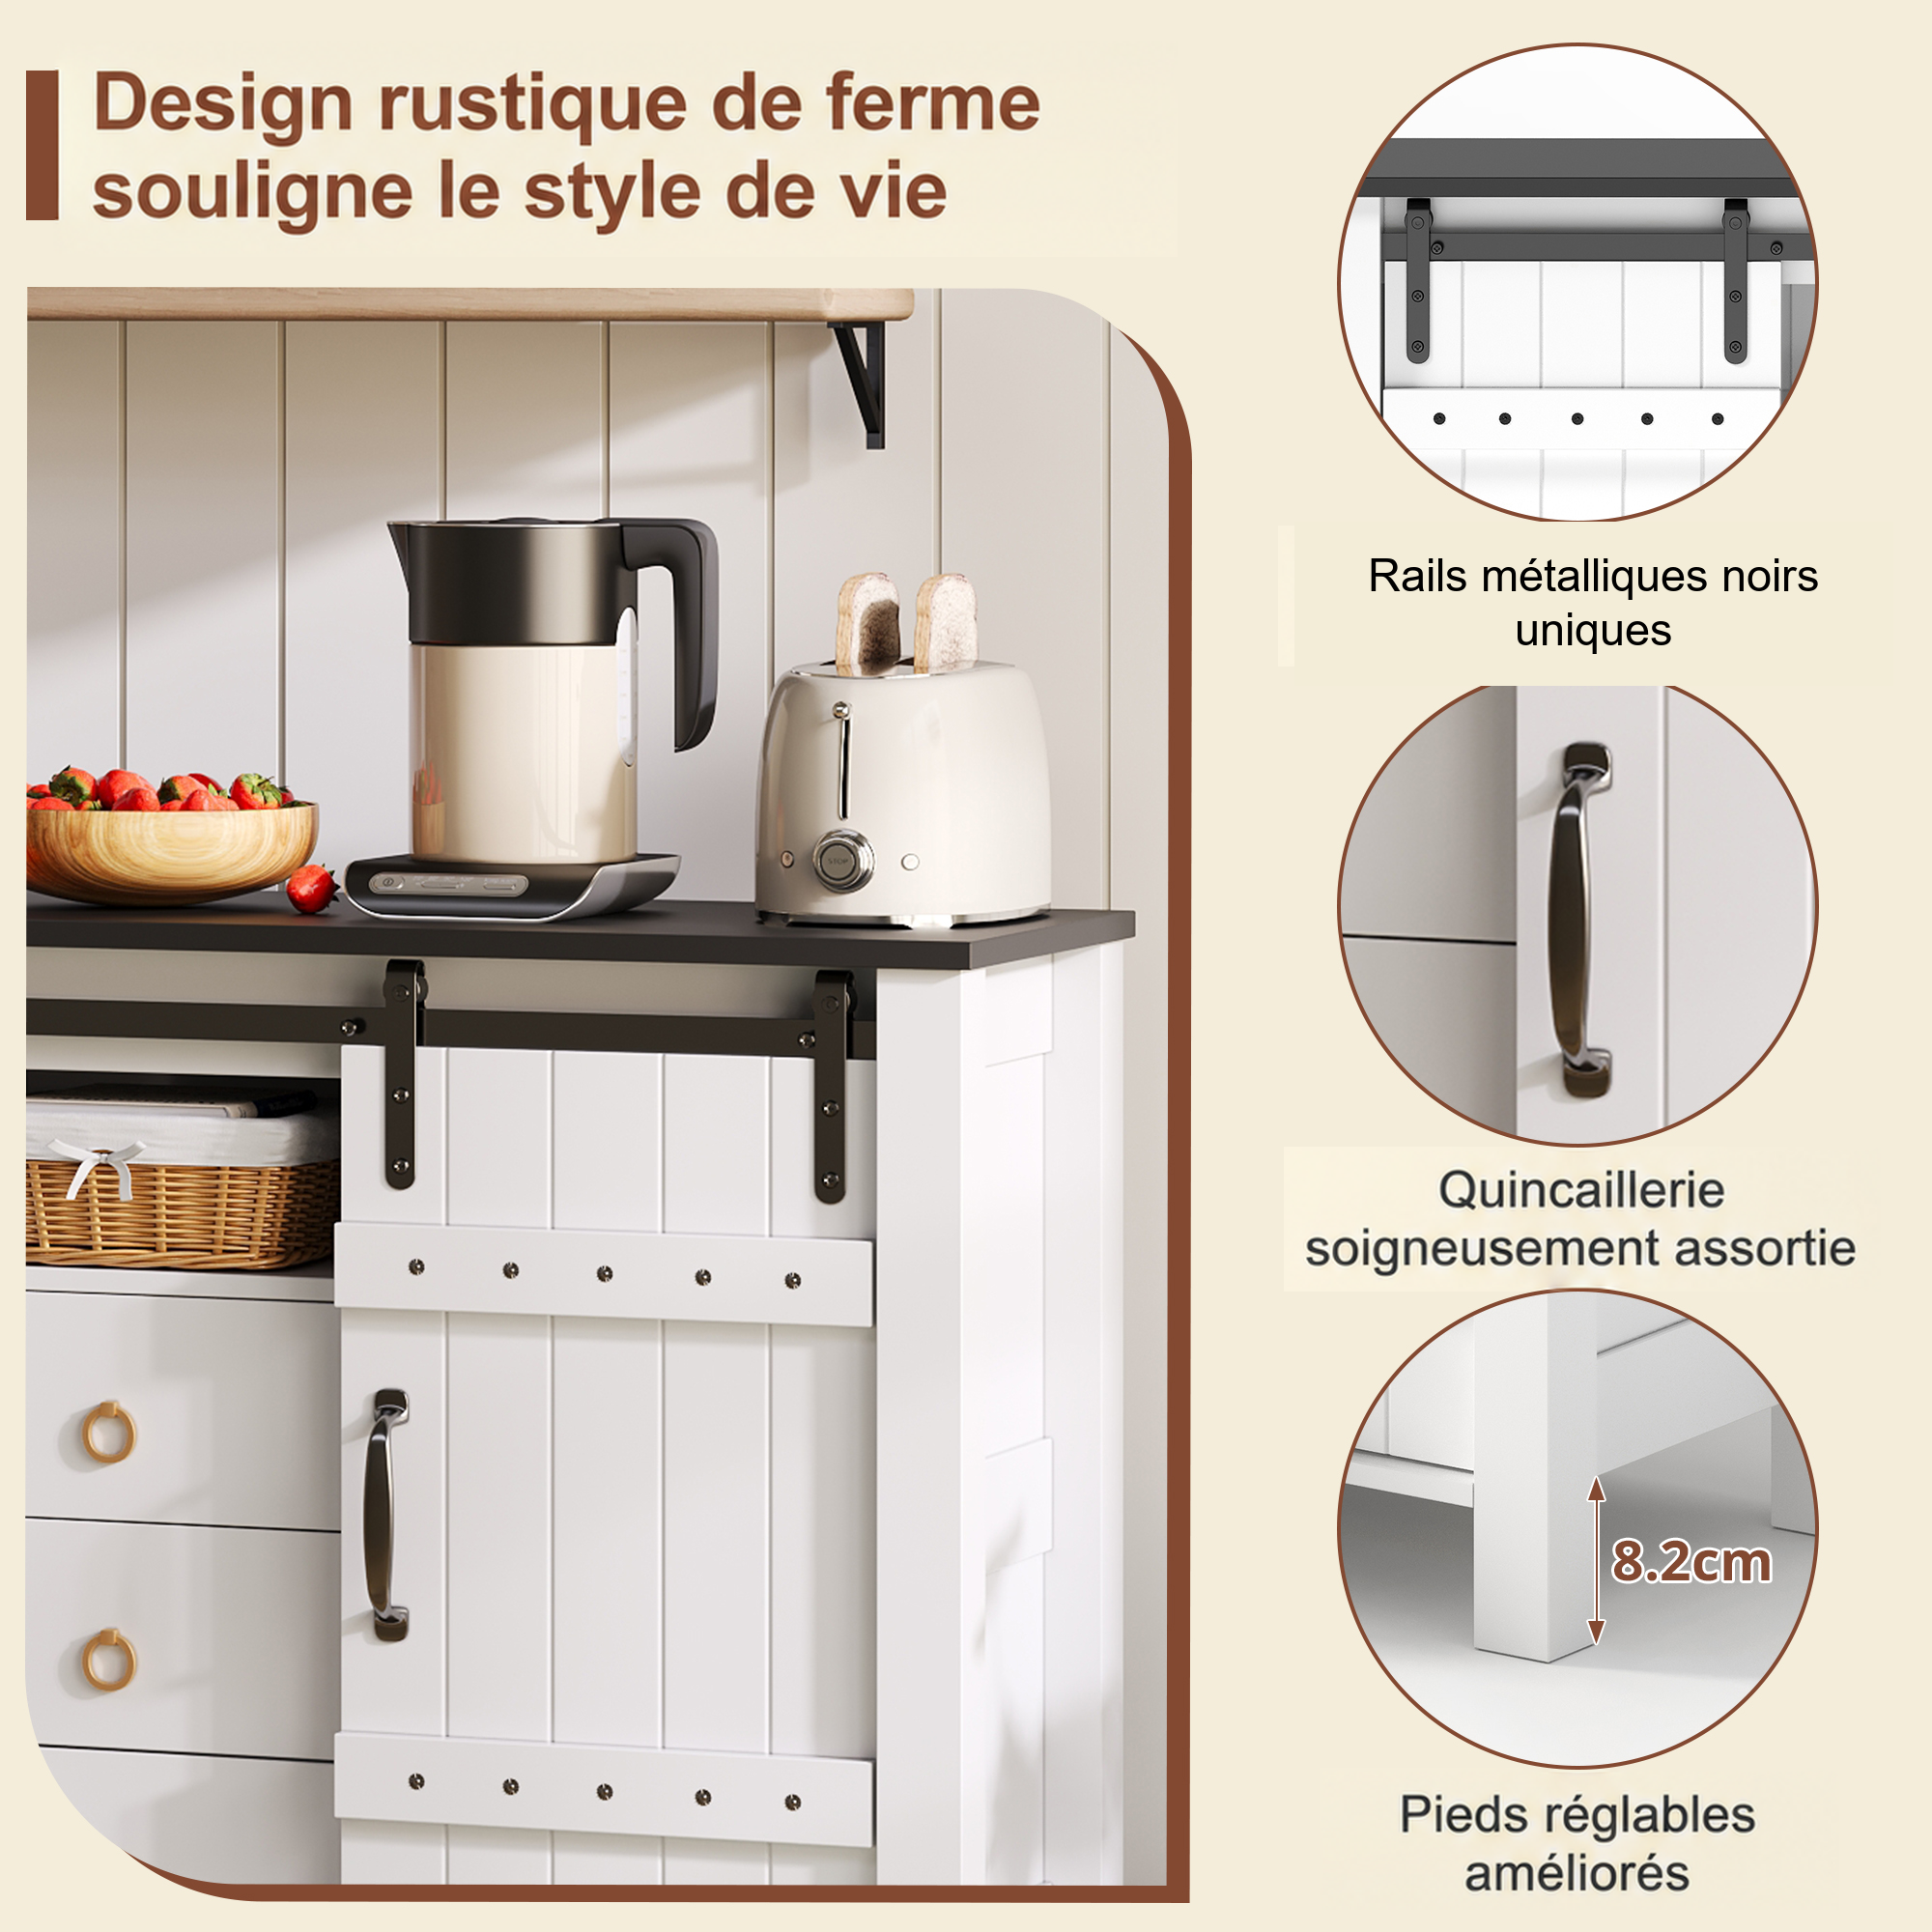 Design rustique de ferme
souligne le style de vie
Rails métalliques noirs
uniques
STOP
Quincaillerie
soigneusement assortie
8.2cm
Pieds réglables
améliorés